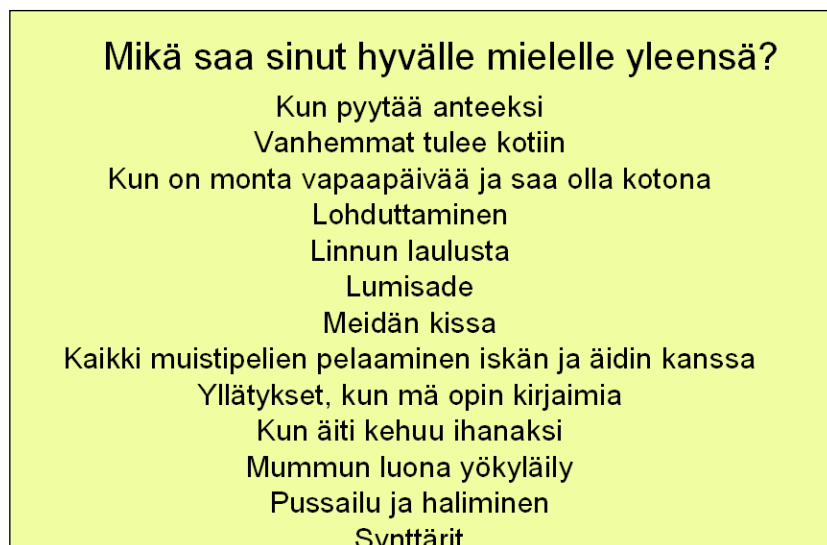 Mikä saa sinut hyvälle mielelle yleensä?
Kun pyytää anteeksi
Vanhemmat tulee kotiin
Kun on monta vapaapäivää ja saa olla kotona
Lohduttaminen
Linnun laulusta
Lumisade
Meidän kissa
Kaikki muistipelien pelaaminen iskän ja äidin kanssa
Yllätykset, kun mä opin kirjaimia
Kun äiti kehuu ihanaksi
Mummun luona yökyläily
Pussailu ja haliminen
Synttärit